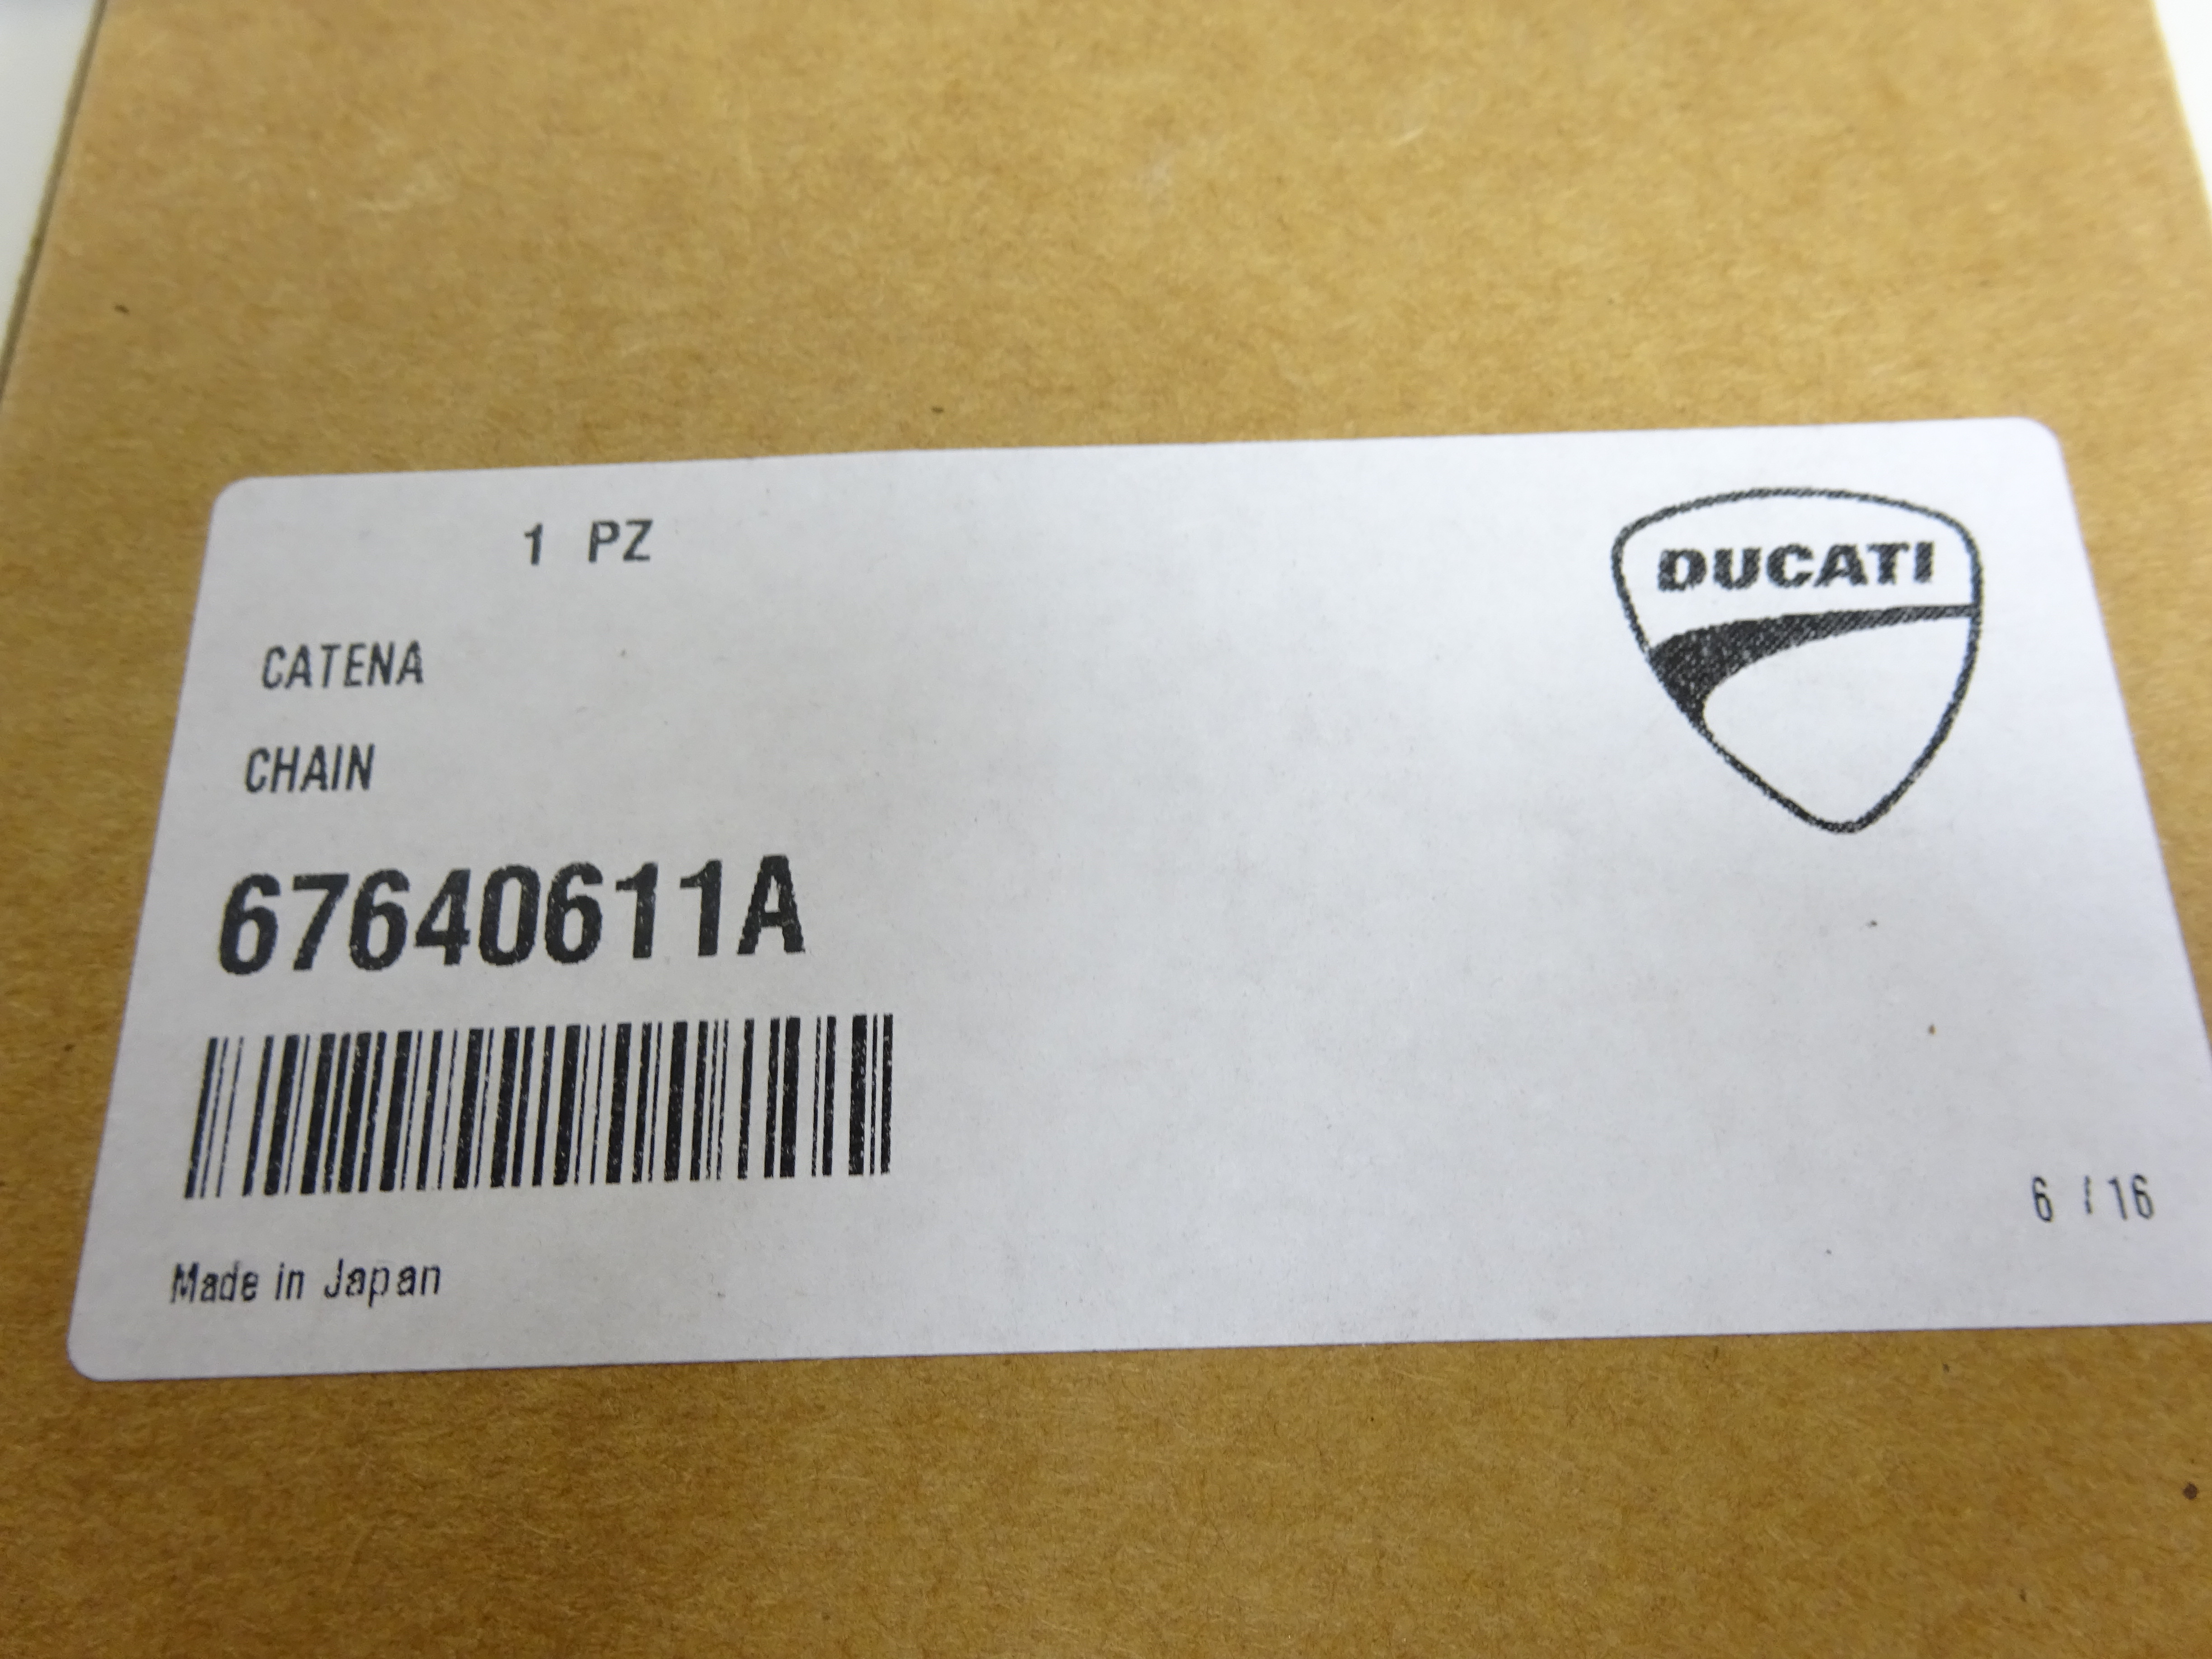 1 PZ
DUCATI
CATENA
CHAIN
67640611A
6 / 16
Made in Japan